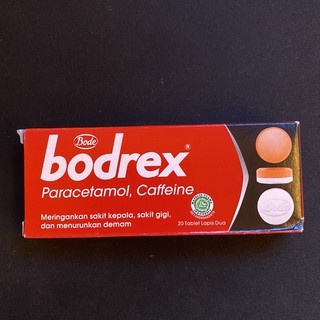 Bode
bodrex®
Paracetamol, Caffeine
Meringankan sakit kepala, sakit gigi,
dan menurunkan demam
20 Tablet Lapis Dua